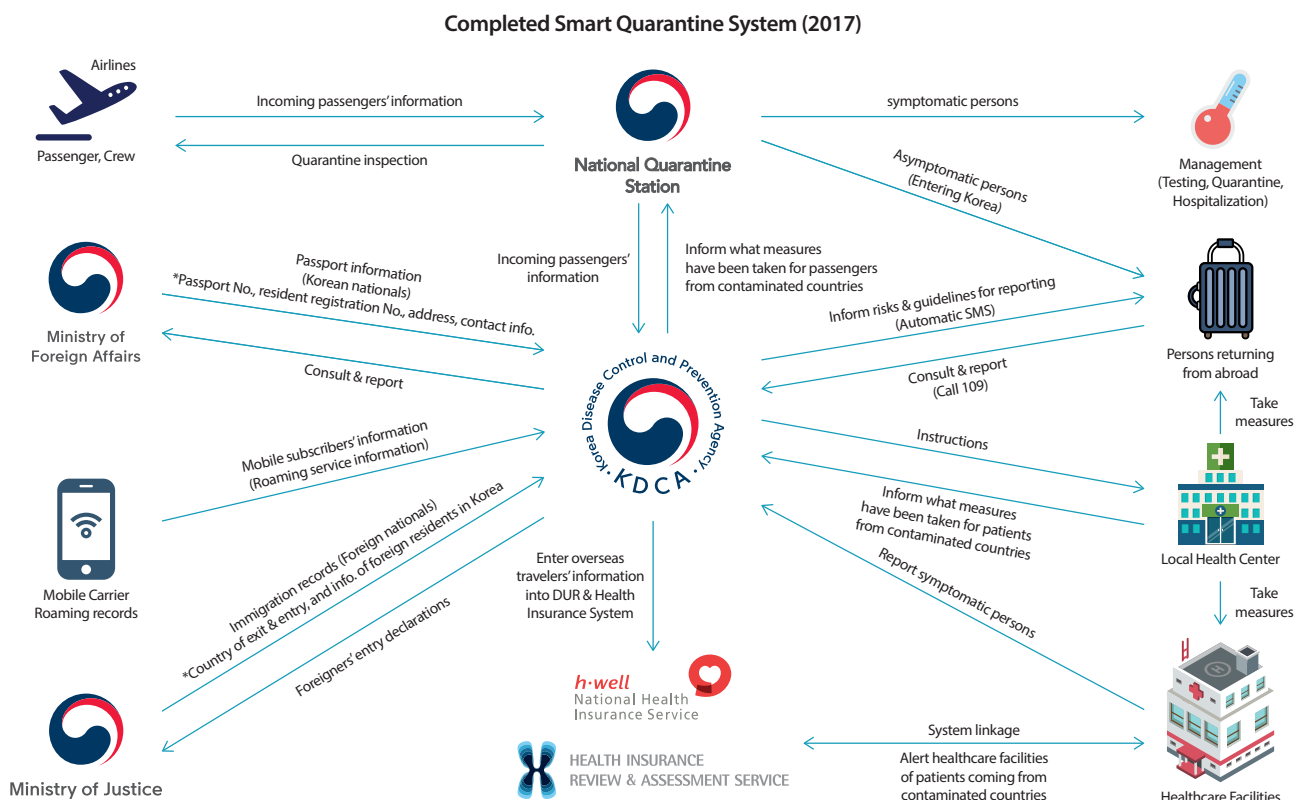 Completed Smart Quarantine System (2017)
Airlines
Passenger, Crew
Incoming passengers' information
Quarantine inspection
National Quarantine
Station
symptomatic persons
Asymptomatic persons
(Entering Korea)
Management
(Testing, Quarantine,
Hospitalization)
Ministry of
Foreign Affairs
Passport information
(Korean nationals)
*Passport No., resident registration No., address, contact info.
Consult & report
Incoming passengers'
information
Inform what measures
have been taken for passengers
from contaminated countries
Inform risks & guidelines for reporting
(Automatic SMS)
Consult & report
(Call 109)
Persons returning
from abroad
Korea Disease Control and Prevention Agency
KDCA
Take
measures
Mobile subscribers' information
(Roaming service information)
Mobile Carrier
Roaming records
Instructions
Inform what measures
have been taken for patients
from contaminated countries
Local Health Center
Take
measures
Immigration records (Foreign nationals)
*Country of exit & entry, and info. of foreign residents in Korea
Foreigners' entry declarations
Ministry of Justice
Enter overseas
travelers' information
into DUR & Health
Insurance System
Report symptomatic persons
h·well
National Health
Insurance Service
HEALTH INSURANCE
REVIEW & ASSESSMENT SERVICE
System linkage
Alert healthcare facilities
of patients coming from
contaminated countries
H
Healthcare Facilities